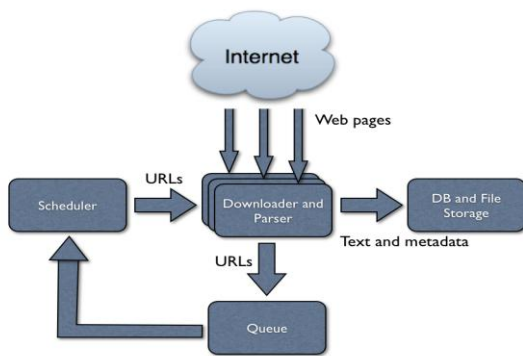 Internet
Web pages
URLs
Scheduler
Downloader and
Parser
DB and File
Storage
Text and metadata
URLs
Queue